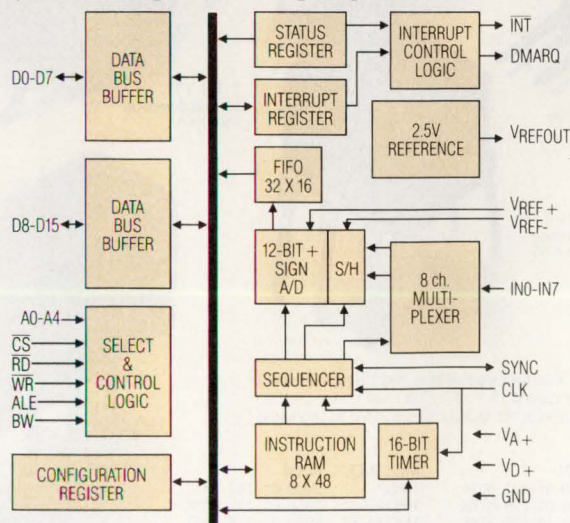 D0-D7
DATA
BUS
BUFFER
STATUS
REGISTER
INTERRUPT
CONTROL
LOGIC
INT
DMARQ
INTERRUPT
REGISTER
2.5V
REFERENCE
VREFOUT
FIFO
32 X 16
D8-D15
DATA
BUS
BUFFER
12-BIT +
SIGN
A/D
S/H
VREF +
VREF-
8 ch.
MULTI-
PLEXER
IN0-IN7
A0-A4
CS
RD
WR
ALE
BW
SELECT
&
CONTROL
LOGIC
SEQUENCER
SYNC
CLK
CONFIGURATION
REGISTER
INSTRUCTION
RAM
8 X 48
16-BIT
TIMER
VA +
VD +
GND